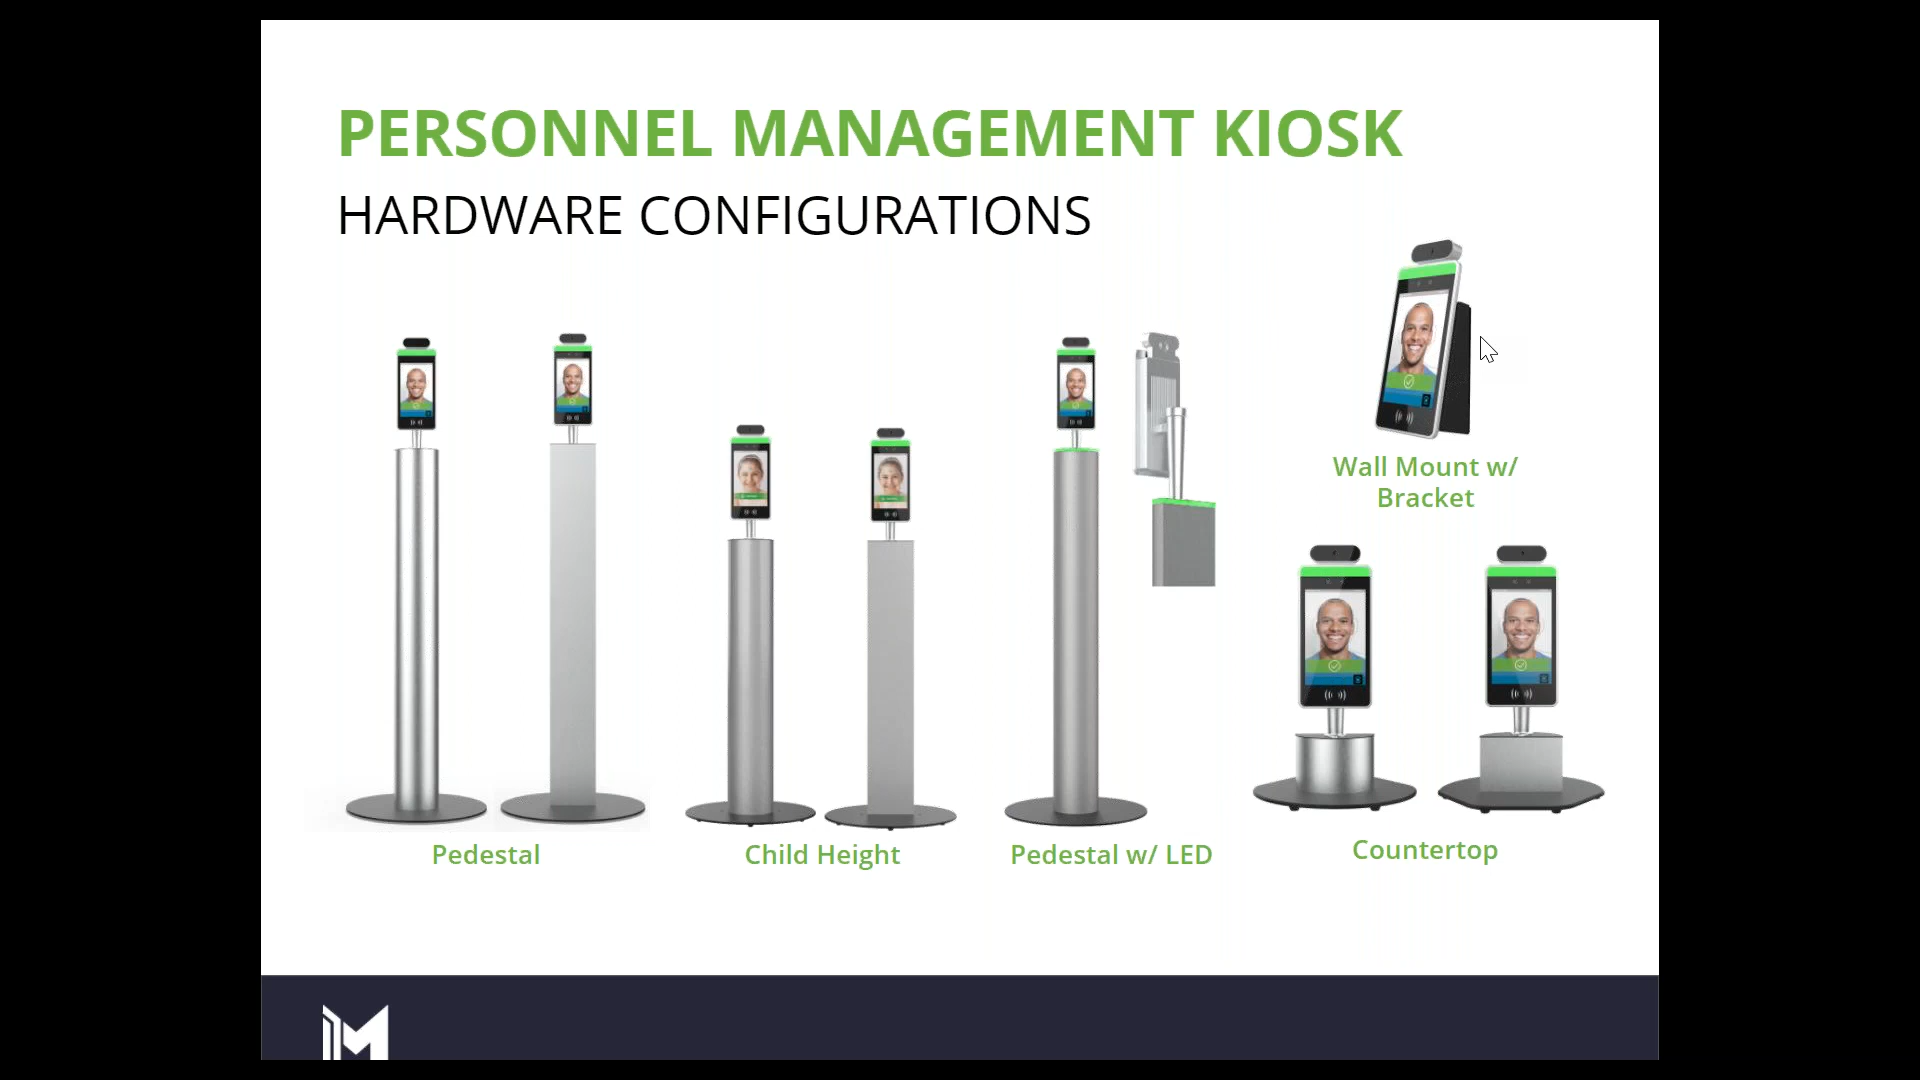 PERSONNEL MANAGEMENT KIOSK
HARDWARE CONFIGURATIONS
Wall Mount w/
Bracket
Pedestal
Child Height
Pedestal w/ LED
Countertop